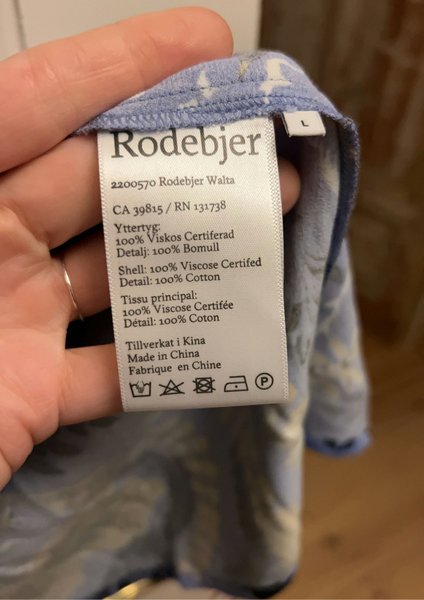 Rodebjer
L
2200570 Rodebjer Walta
CA 39815 / RN 131738
Yttertyg:
100% Viskos Certiferad
Detalj: 100% Bomull
Shell: 100% Viscose Certifed
Detail: 100% Cotton
Tissu principal:
100% Viscose Certifée
Détail: 100% Coton
Tillverkat i Kina
Made in China
Fabrique en Chine
P